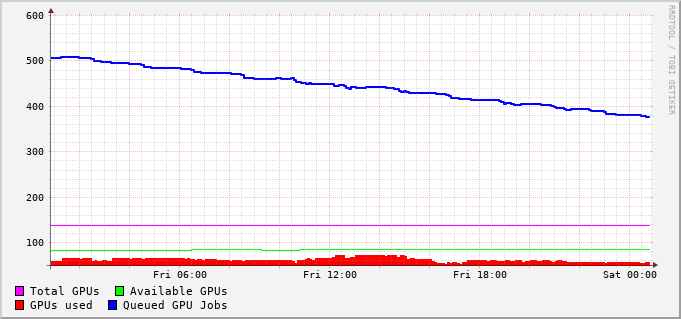 600
500
400
300
200
100
Fri 06:00 Fri 12:00 Fri 18:00 Sat 00:00
Total GPUs Available GPUs
GPUs used Queued GPU Jobs
RRDTOOL / TOBI OETIKER